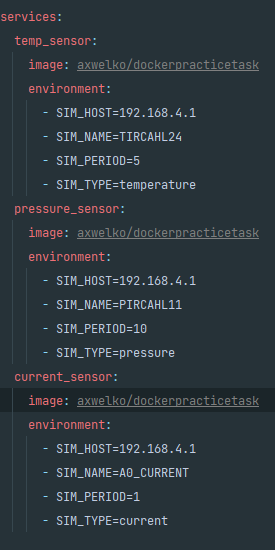 services:
  temp_sensor:
    image: axwelko/dockerpracticetask
    environment:
      - SIM_HOST=192.168.4.1
      - SIM_NAME=TIRCAHL24
      - SIM_PERIOD=5
      - SIM_TYPE=temperature
  pressure_sensor:
    image: axwelko/dockerpracticetask
    environment:
      - SIM_HOST=192.168.4.1
      - SIM_NAME=PIRCAHL11
      - SIM_PERIOD=10
      - SIM_TYPE=pressure
  current_sensor:
    image: axwelko/dockerpracticetask
    environment:
      - SIM_HOST=192.168.4.1
      - SIM_NAME=A0_CURRENT
      - SIM_PERIOD=1
      - SIM_TYPE=current